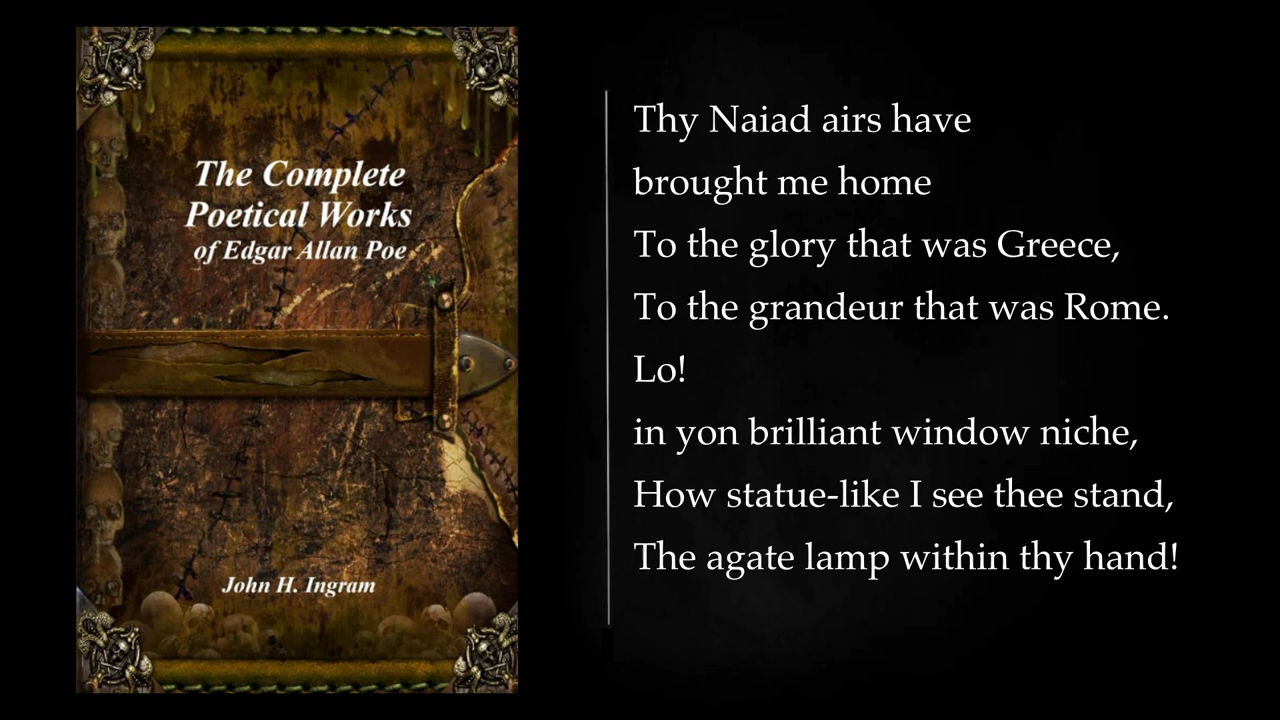 The Complete
Poetical Works
of Edgar Allan Poe
John H. Ingram
Thy Naiad airs have
brought me home
To the glory that was Greece,
To the grandeur that was Rome.
Lo!
in yon brilliant window niche,
How statue-like I see thee stand,
The agate lamp within thy hand!